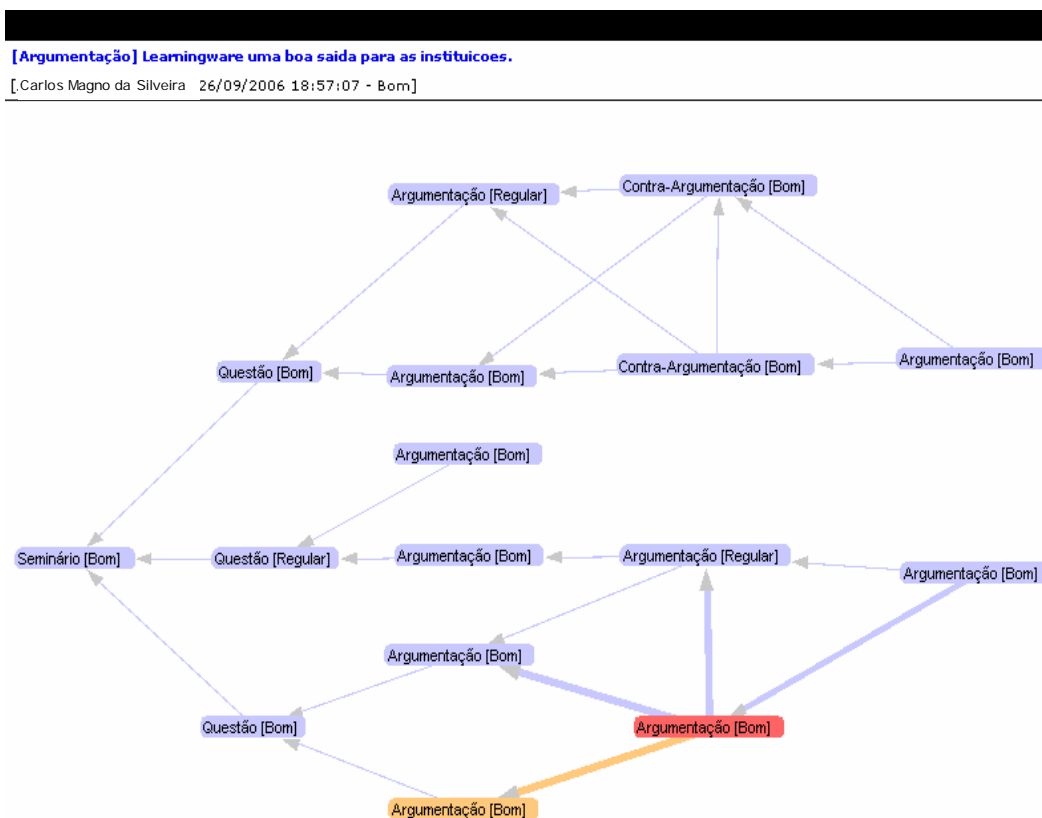 [Argumentação] Learningware uma boa saida para as instituicoes.
[.Carlos Magno da Silveira 26/09/2006 18:57:07 - Bom]
Argumentação [Regular]
Contra-Argumentação [Bom]
Questão [Bom]
Argumentação [Bom]
Contra-Argumentação [Bom]
Argumentação [Bom]
Argumentação [Bom]
Seminário [Bom]
Questão [Regular]
Argumentação [Bom]
Argumentação [Regular]
Argumentação [Bom]
Argumentação [Bom]
Questão [Bom]
Argumentação [Bom]
Argumentação [Bom]